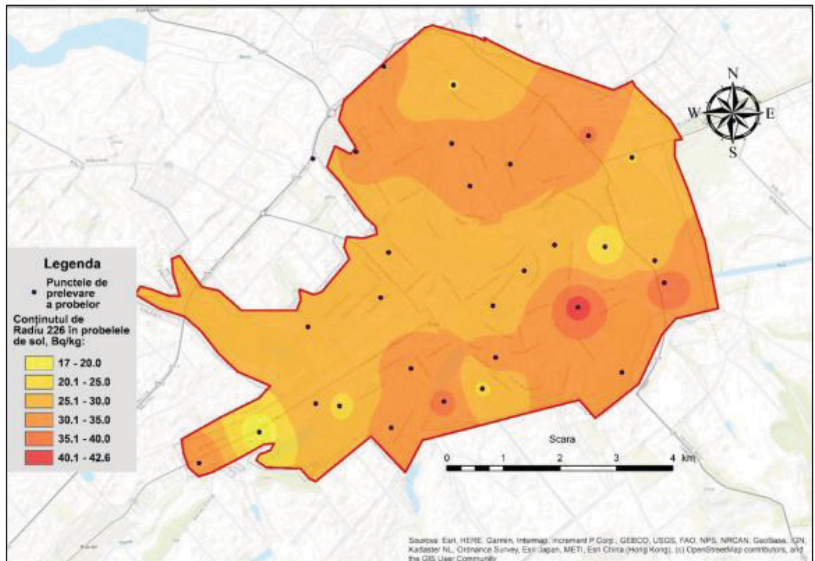 N
W E
S
Legenda
Punctele de
prelevare
a probelor
Conținutul de
Radiu 226 în probelele
de sol, Bq/kg:
17 - 20.0
20.1 - 25.0
25.1 - 30.0
30.1 - 35.0
35.1 - 40.0
40.1 - 42.6
Scara
0 1 2 3 4 km
Sources: Esri, HERE, Garmin, Intermap, increment P Corp., GEBCO, USGS, FAO, NPS, NRCAN, GeoBase, IGN,
Kadaster NL, Ordnance Survey, Esri Japan, METI, Esri China (Hong Kong), (c) OpenStreetMap contributors, and
the GIS User Community